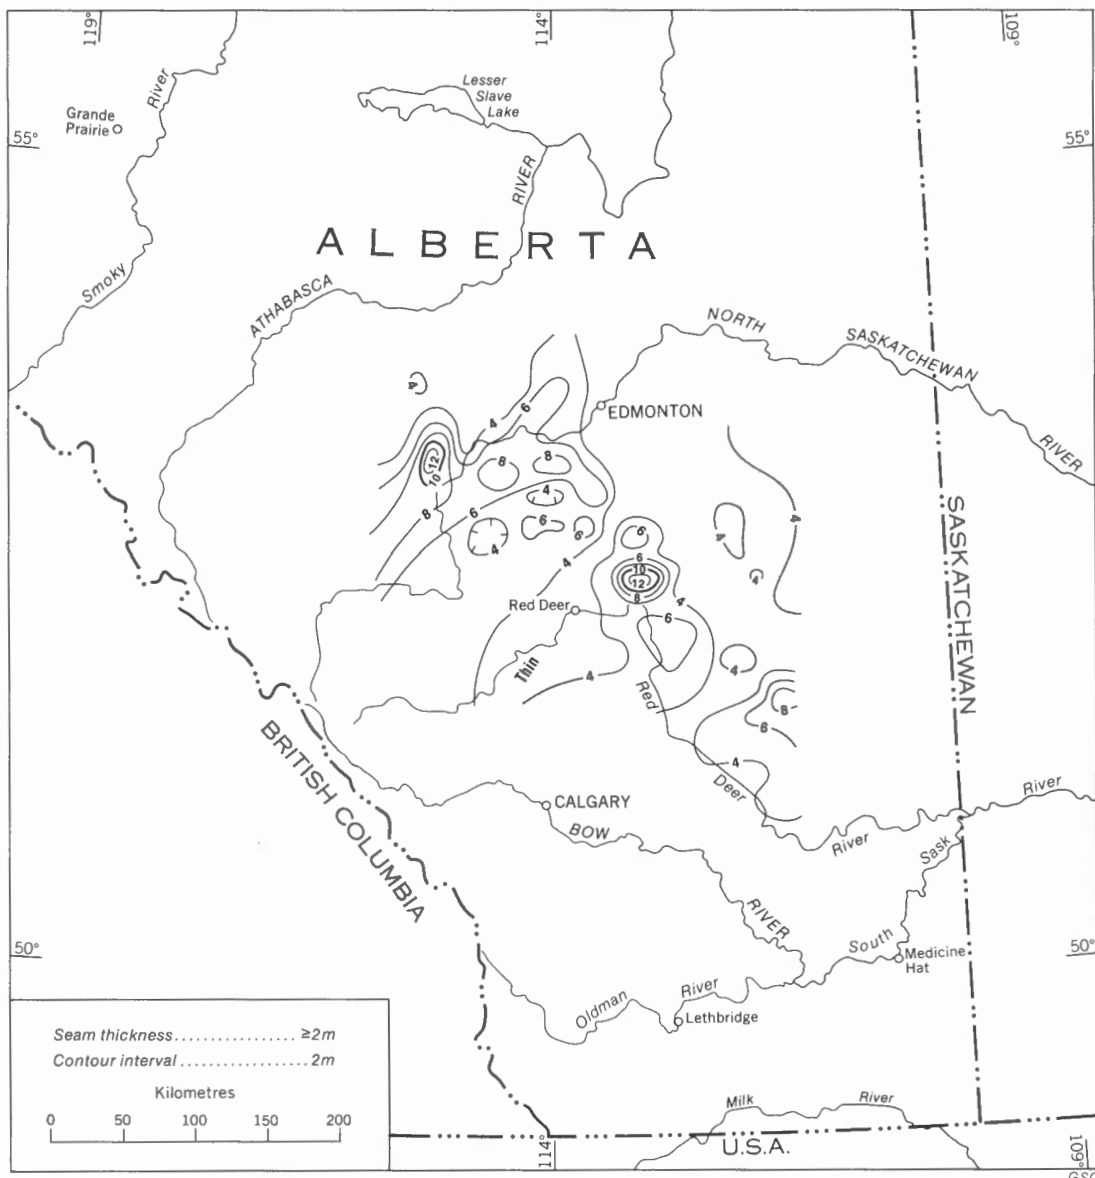 119°
114°
109°
Lesser
Slave
Lake
River
Grande
Prairie
55°
55°
RIVER
ALBERTA
Smoky
ATHABASCA
NORTH
SASKATCHEWAN
RIVER
4
4
6
EDMONTON
12
10
8
8
4
8
6
6
6
4
4
4
4
4
6
6
10
12
8
4
Red Deer
6
Thin
4
4
Red
8
6
4
Deer
River
SASKATCHEWAN
BRITISH COLUMBIA
CALGARY
BOW
RIVER
River
Sask
South
Medicine
Hat
50°
50°
Oldman
River
Lethbridge
Seam thickness ................. ≥2m
Contour interval .................. 2m
Kilometres
0 50 100 150 200
Milk
River
U.S.A.
114°
109°
GSC